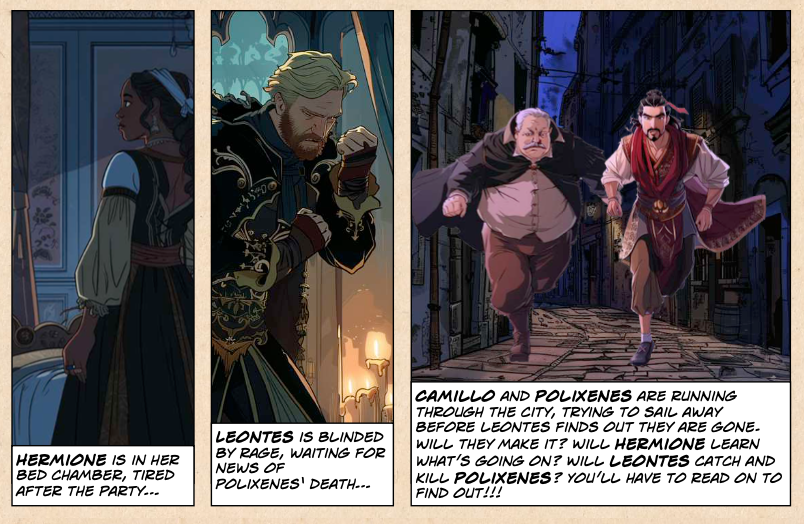 HERMIONE IS IN HER
BED CHAMBER, TIRED
AFTER THE PARTY...
LEONTES IS BLINDED
BY RAGE, WAITING FOR
NEWS OF
POLIXENES' DEATH...
CAMILLO AND POLIXENES ARE RUNNING
THROUGH THE CITY, TRYING TO SAIL AWAY
BEFORE LEONTES FINDS OUT THEY ARE GONE.
WILL THEY MAKE IT? WILL HERMIONE LEARN
WHAT'S GOING ON? WILL LEONTES CATCH AND
KILL POLIXENES? YOU'LL HAVE TO READ ON TO
FIND OUT!!!